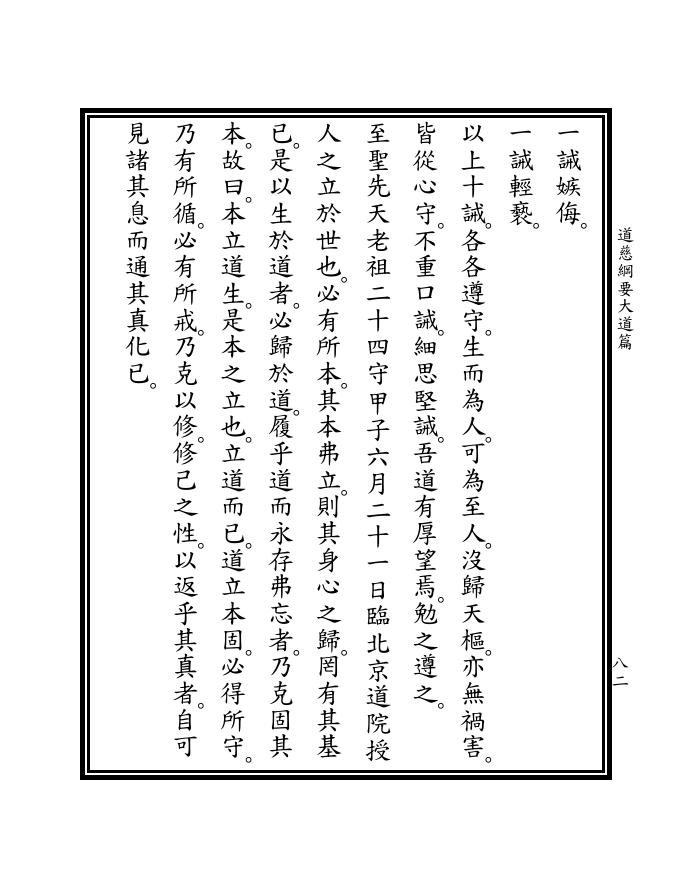 道慈綱要大道篇
八二
一誡嫉侮。
一誡輕褻。
以上十誡。各各遵守。生而為人。可為至人。沒歸天樞。亦無禍害。
皆從心守。不重口誡。細思堅誡。吾道有厚望焉。勉之遵之。
至聖先天老祖二十四守甲子六月二十一日臨北京道院授
人之立於世也。必有所本。其本弗立。則其身心之歸。罔有其基
已。是以生於道者。必歸於道。履乎道而永存弗忘者。乃克固其
本。故曰。本立道生。是本之立也。立道而已。道立本固。必得所守。
乃有所循。必有所戒。乃克以修。修己之性。以返乎其真者。自可
見諸其息而通其真化已。